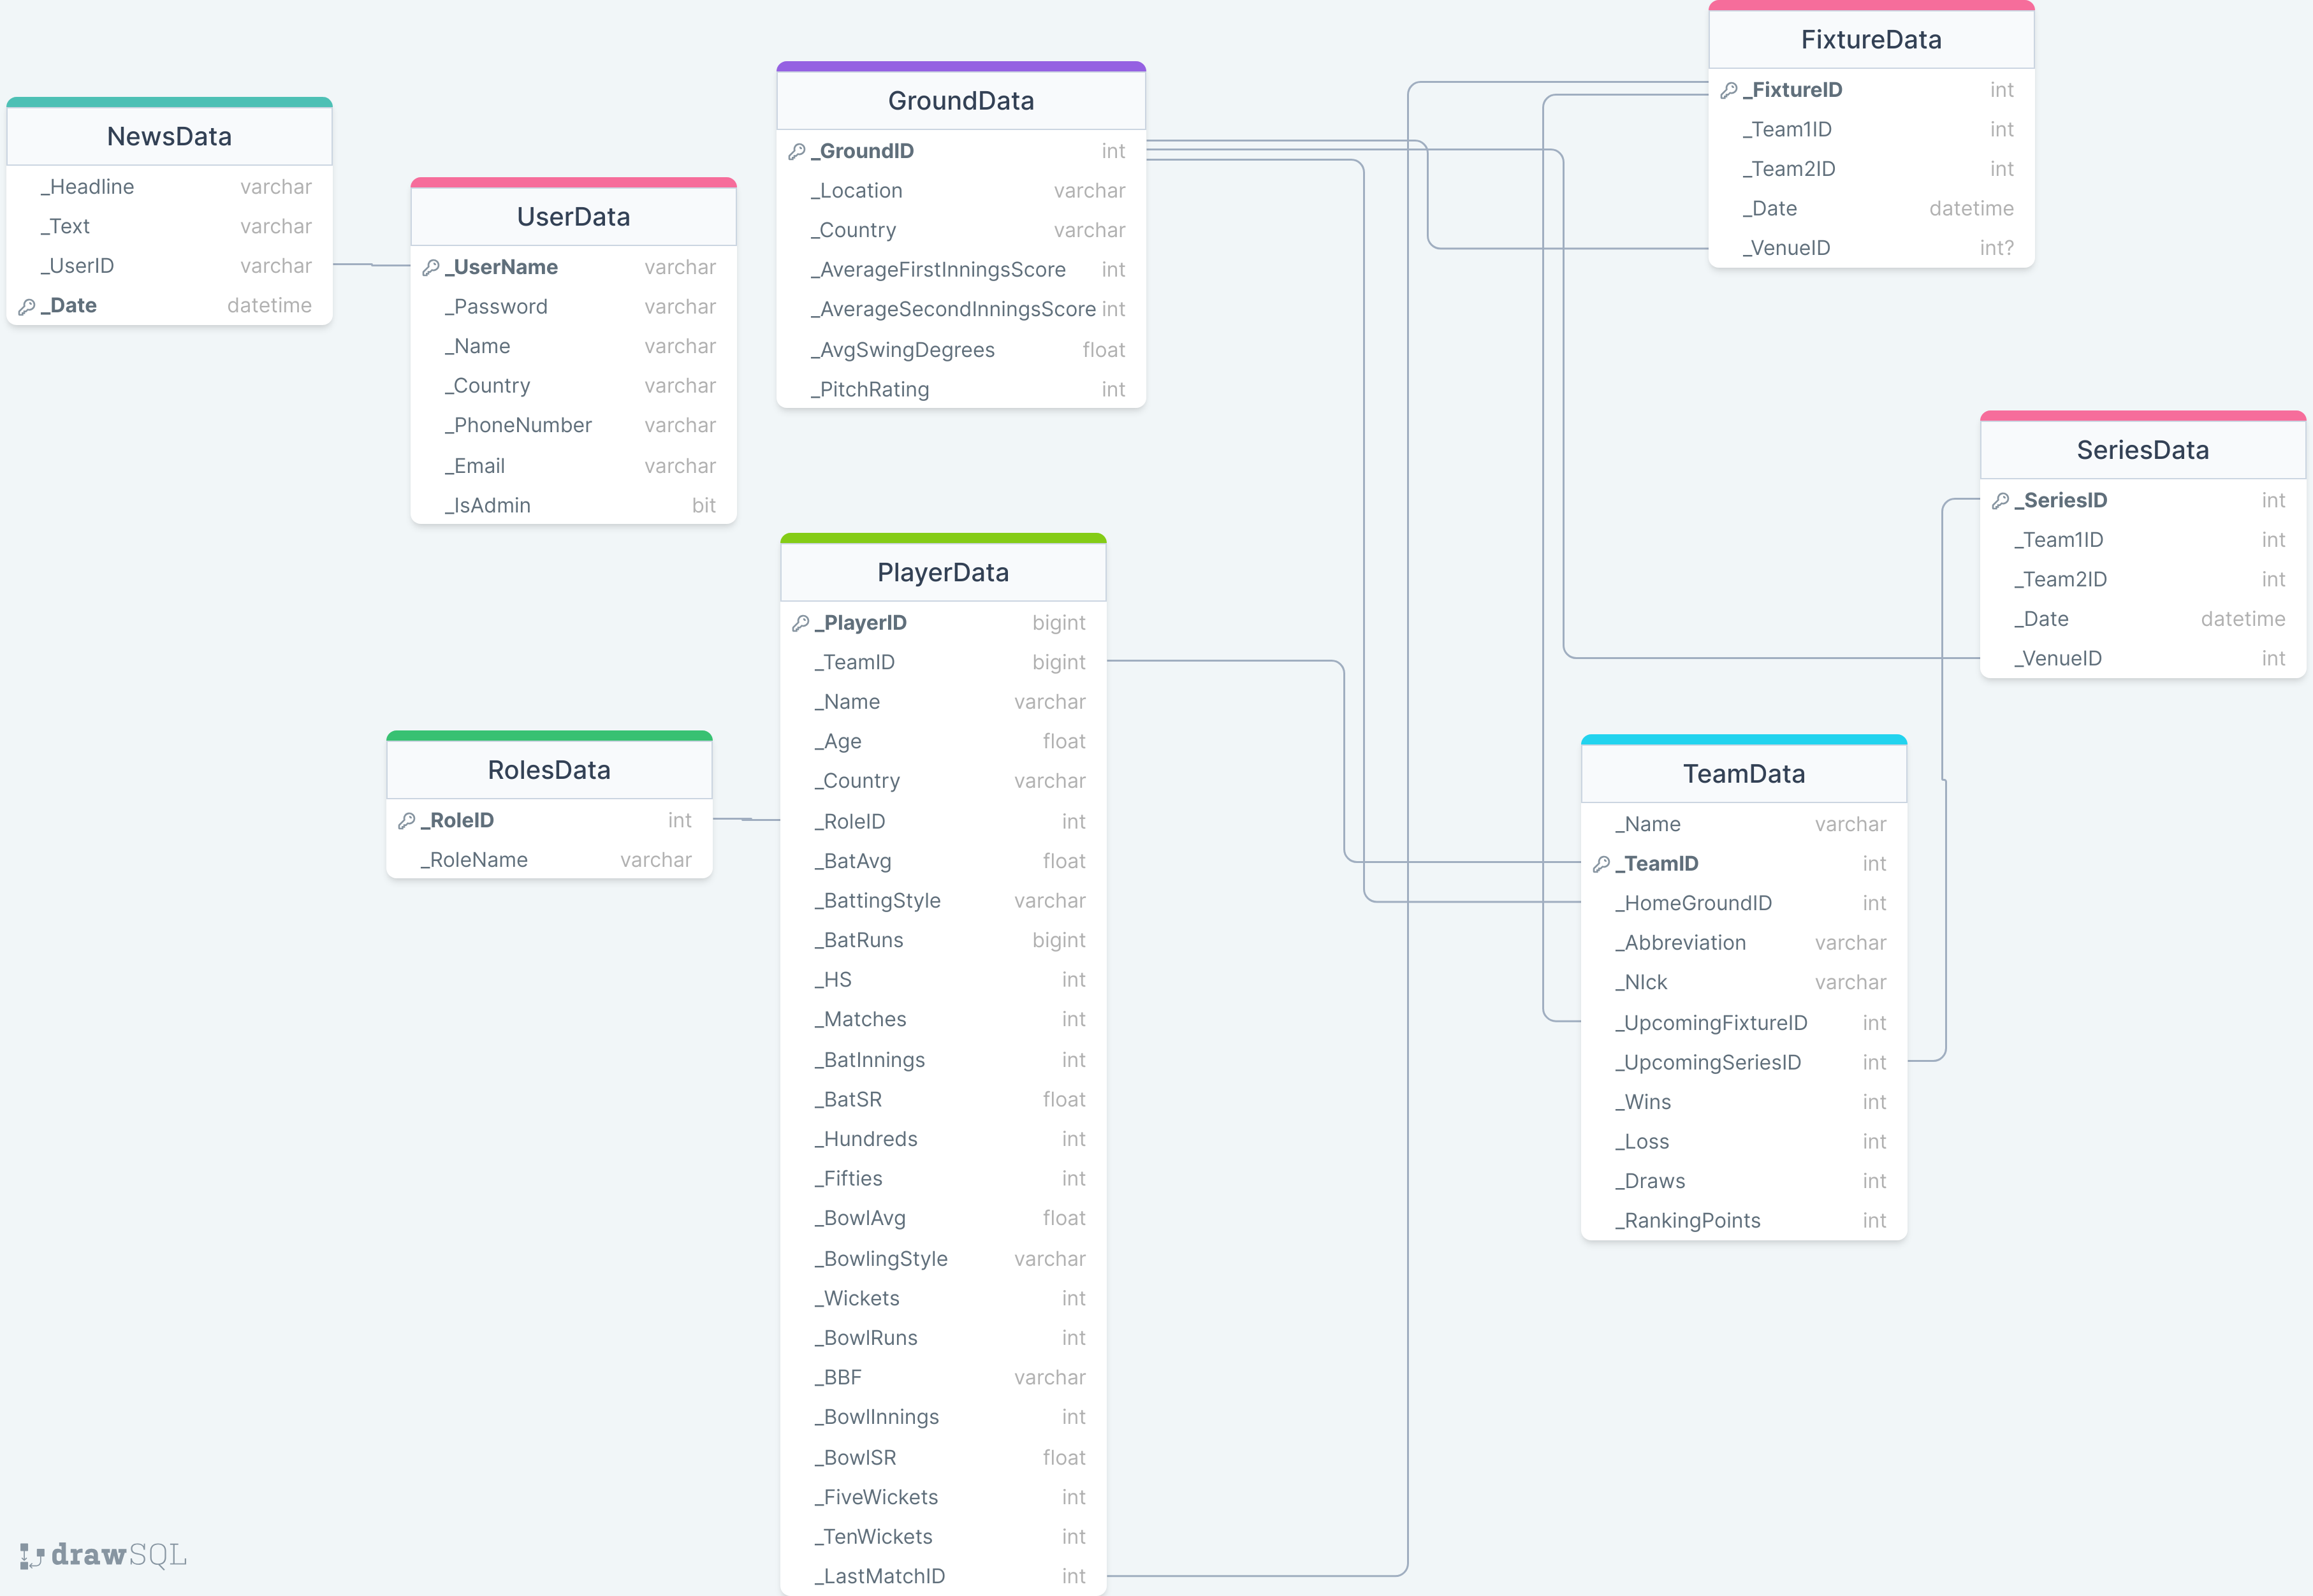 NewsData
_Headline varchar
_Text varchar
_UserID varchar
_Date datetime
UserData
_UserName varchar
_Password varchar
_Name varchar
_Country varchar
_PhoneNumber varchar
_Email varchar
_IsAdmin bit
GroundData
_GroundID int
_Location varchar
_Country varchar
_AverageFirstInningsScore int
_AverageSecondInningsScore int
_AvgSwingDegrees float
_PitchRating int
FixtureData
_FixtureID int
_Team1ID int
_Team2ID int
_Date datetime
_VenueID int?
SeriesData
_SeriesID int
_Team1ID int
_Team2ID int
_Date datetime
_VenueID int
RolesData
_RoleID int
_RoleName varchar
PlayerData
_PlayerID bigint
_TeamID bigint
_Name varchar
_Age float
_Country varchar
_RoleID int
_BatAvg float
_BattingStyle varchar
_BatRuns bigint
_HS int
_Matches int
_BatInnings int
_BatSR float
_Hundreds int
_Fifties int
_BowlAvg float
_BowlingStyle varchar
_Wickets int
_BowlRuns int
_BBF varchar
_BowlInnings int
_BowlSR float
_FiveWickets int
_TenWickets int
_LastMatchID int
TeamData
_Name varchar
_TeamID int
_HomeGroundID int
_Abbreviation varchar
_NIck varchar
_UpcomingFixtureID int
_UpcomingSeriesID int
_Wins int
_Loss int
_Draws int
_RankingPoints int
drawSQL